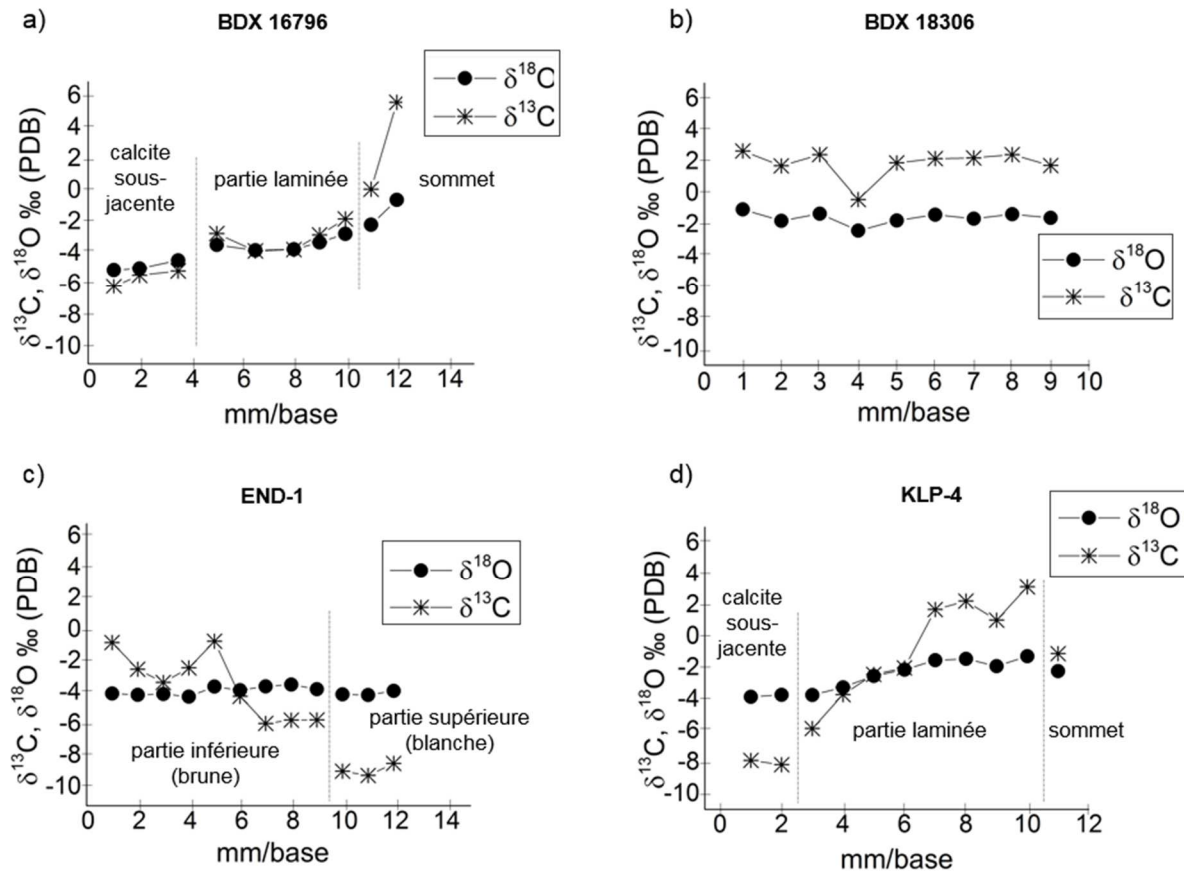 a)
BDX 16796
δ18O
δ13C
δ13C, δ18O ‰ (PDB)
6
4
2
0
-2
-4
-6
-8
-10
calcite
sous-
jacente
partie laminée
sommet
0 2 4 6 8 10 12 14
mm/base
b)
BDX 18306
δ13C, δ18O ‰ (PDB)
6
4
2
0
-2
-4
-6
-8
-10
δ18O
δ13C
0 1 2 3 4 5 6 7 8 9 10
mm/base
c)
END-1
δ18O
δ13C
δ13C, δ18O ‰ (PDB)
6
4
2
0
-2
-4
-6
-8
-10
partie inférieure
(brune)
partie supérieure
(blanche)
0 2 4 6 8 10 12 14
mm/base
d)
KLP-4
δ18O
δ13C
δ13C, δ18O ‰ (PDB)
6
4
2
0
-2
-4
-6
-8
-10
calcite
sous-
jacente
partie laminée
sommet
0 2 4 6 8 10 12
mm/base